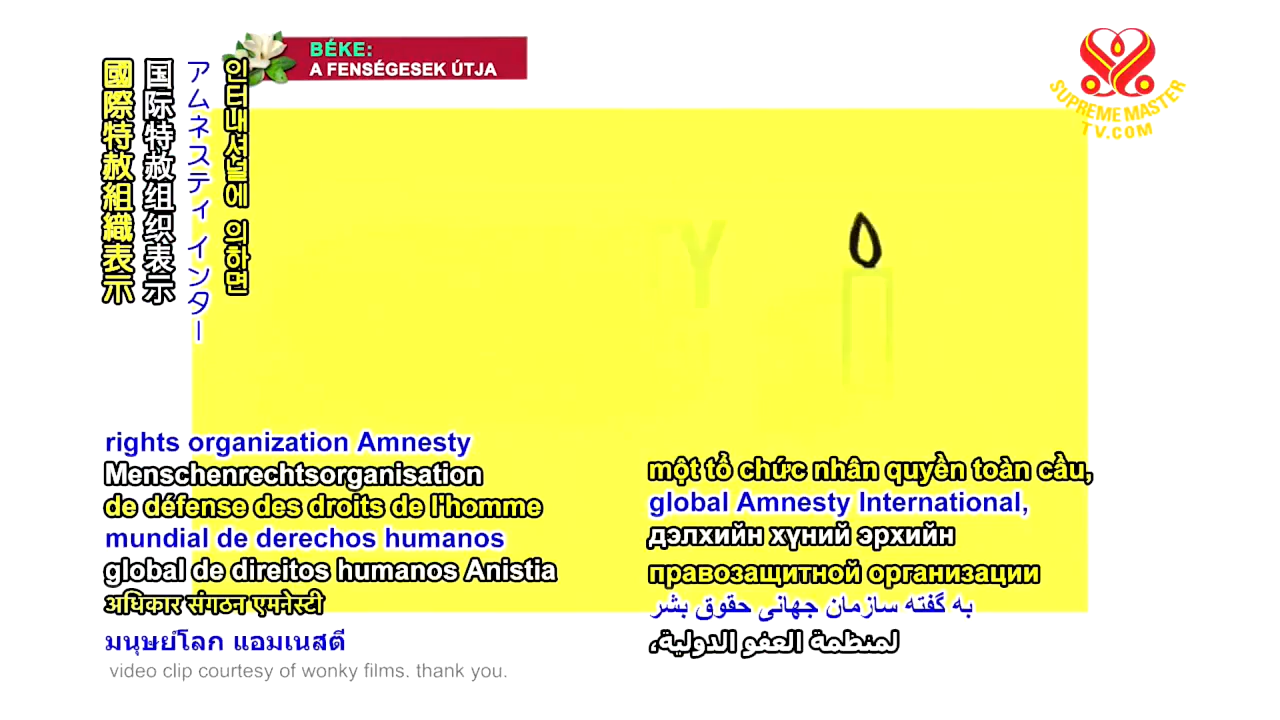 BÉKE:
A FENSÉGESEK ÚTJA
SUPREME MASTER
TV.COM
國際特赦組織表示
国际特赦组织表示
アムネスティ インター
인터내셔널에 의하면
Y
rights organization Amnesty
Menschenrechtsorganisation
de défense des droits de l'homme
mundial de derechos humanos
global de direitos humanos Anistia
अधिकार संगठन एमनेस्टी
มนุษย์โลก แอมเนสตี
video clip courtesy of wonky films. thank you.
một tổ chức nhân quyền toàn cầu,
global Amnesty International,
дэлхийн хүний эрхийн
правозащитной организации
به گفته سازمان جهانی حقوق بشر
لمنظمة العفو الدولية،